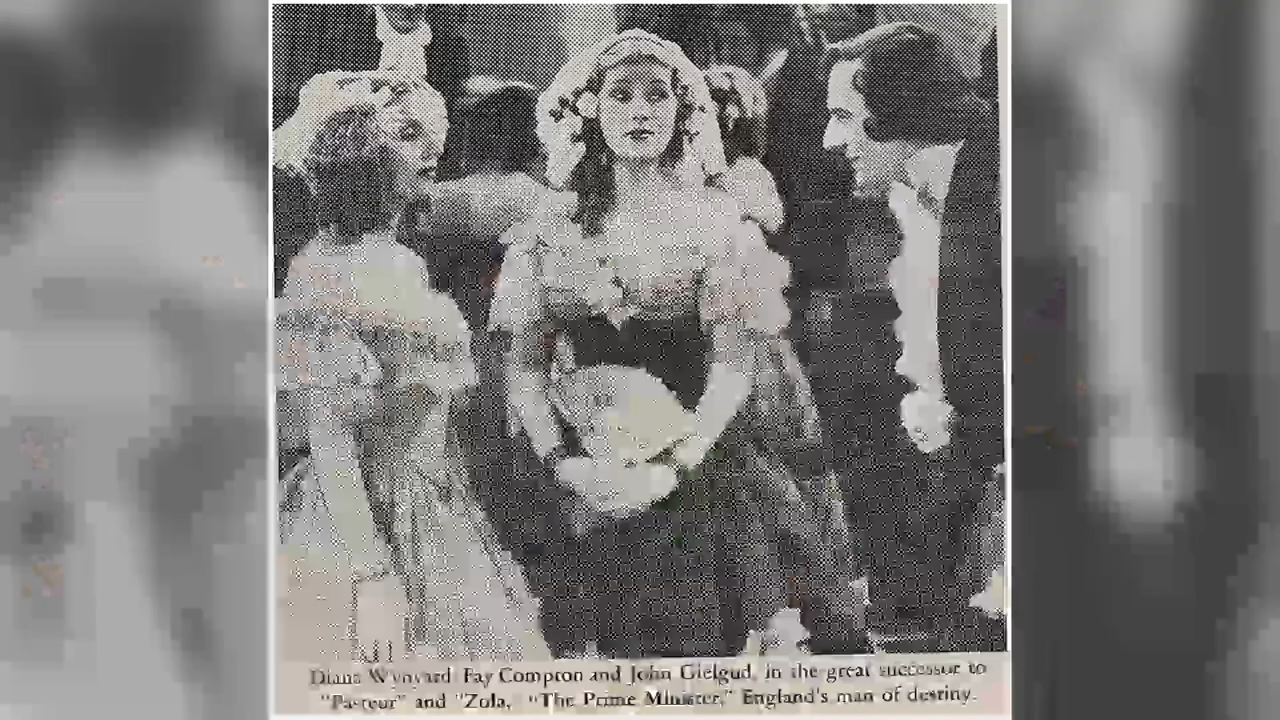 Diana Wynyard Fay Compton and John Gielgud, in the great successor to
"Pasteur" and "Zola," "The Prime Minister," England's man of destiny.